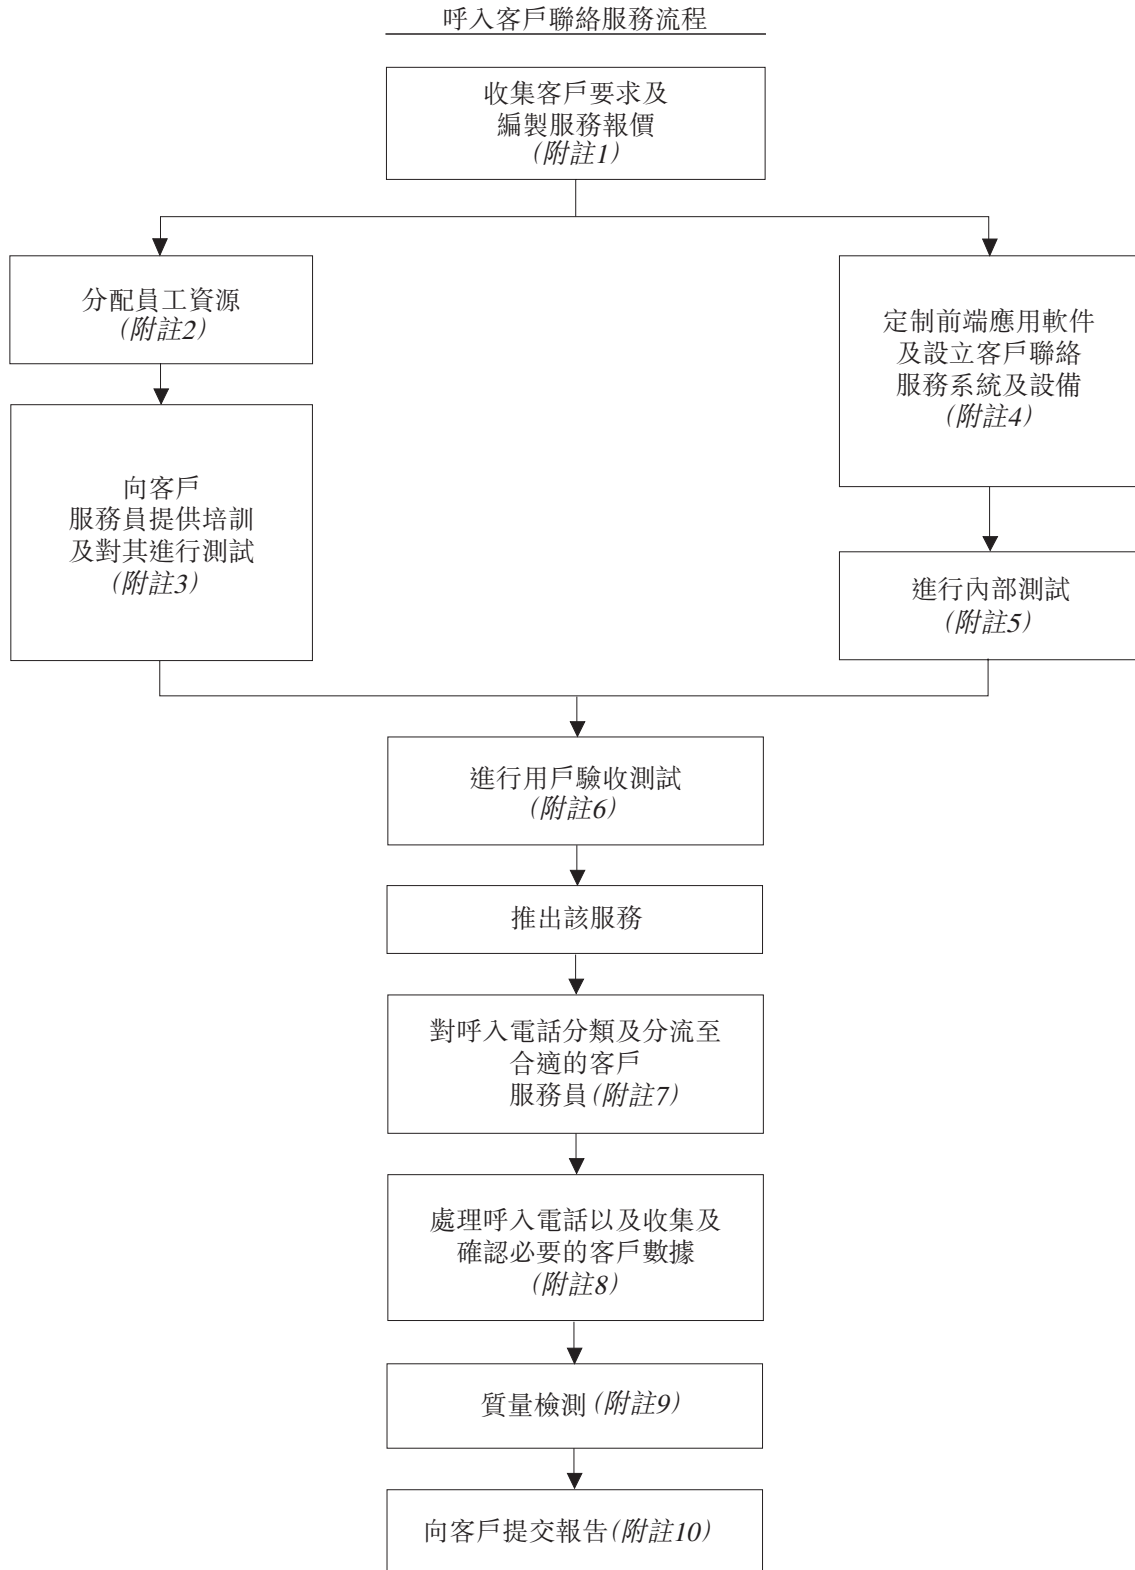 呼入客戶聯絡服務流程
收集客戶要求及
編製服務報價
(附註1)
分配員工資源
(附註2)
定制前端應用軟件
及設立客戶聯絡
服務系統及設備
(附註4)
向客戶
服務員提供培訓
及對其進行測試
(附註3)
進行內部測試
(附註5)
進行用戶驗收測試
(附註6)
推出該服務
對呼入電話分類及分流至
合適的客戶
服務員(附註7)
處理呼入電話以及收集及
確認必要的客戶數據
(附註8)
質量檢測(附註9)
向客戶提交報告(附註10)